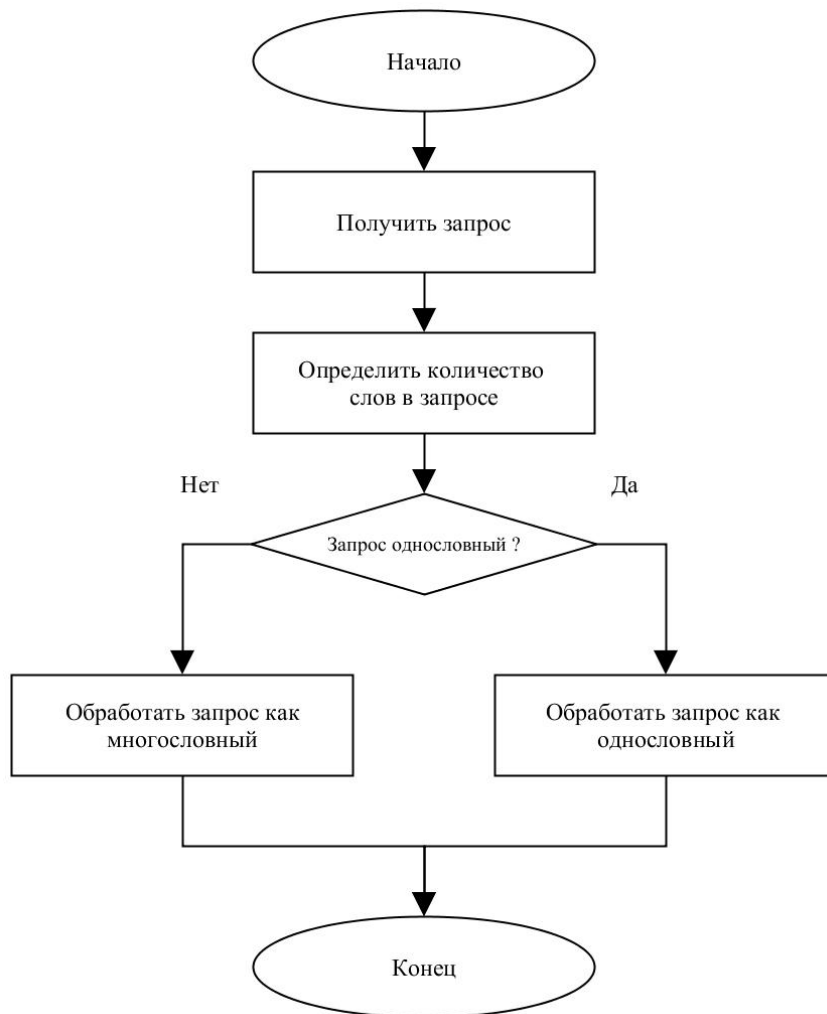 Начало
Получить запрос
Определить количество
слов в запросе
Нет
Да
Запрос однословный ?
Обработать запрос как
многословный
Обработать запрос как
однословный
Конец